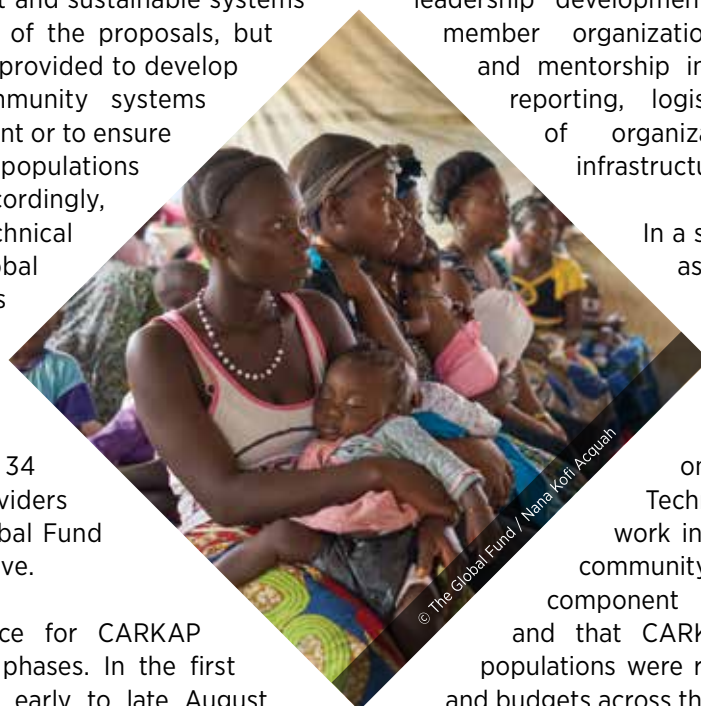 t and sustainable systems
of the proposals, but
provided to develop
mmunity systems
nt or to ensure
populations
cordingly,
chnical
obal
s
34
viders
bal Fund
ve.
ce for CARKAP
phases. In the first
early to late August
© The Global Fund / Nana Kofi Acquah
leadership developmen
member organizatio
and mentorship in
reporting, logis
of organiza
infrastructu
In a s
as
or
Tech
work in
community
component
and that CARK
populations were r
and budgets across th